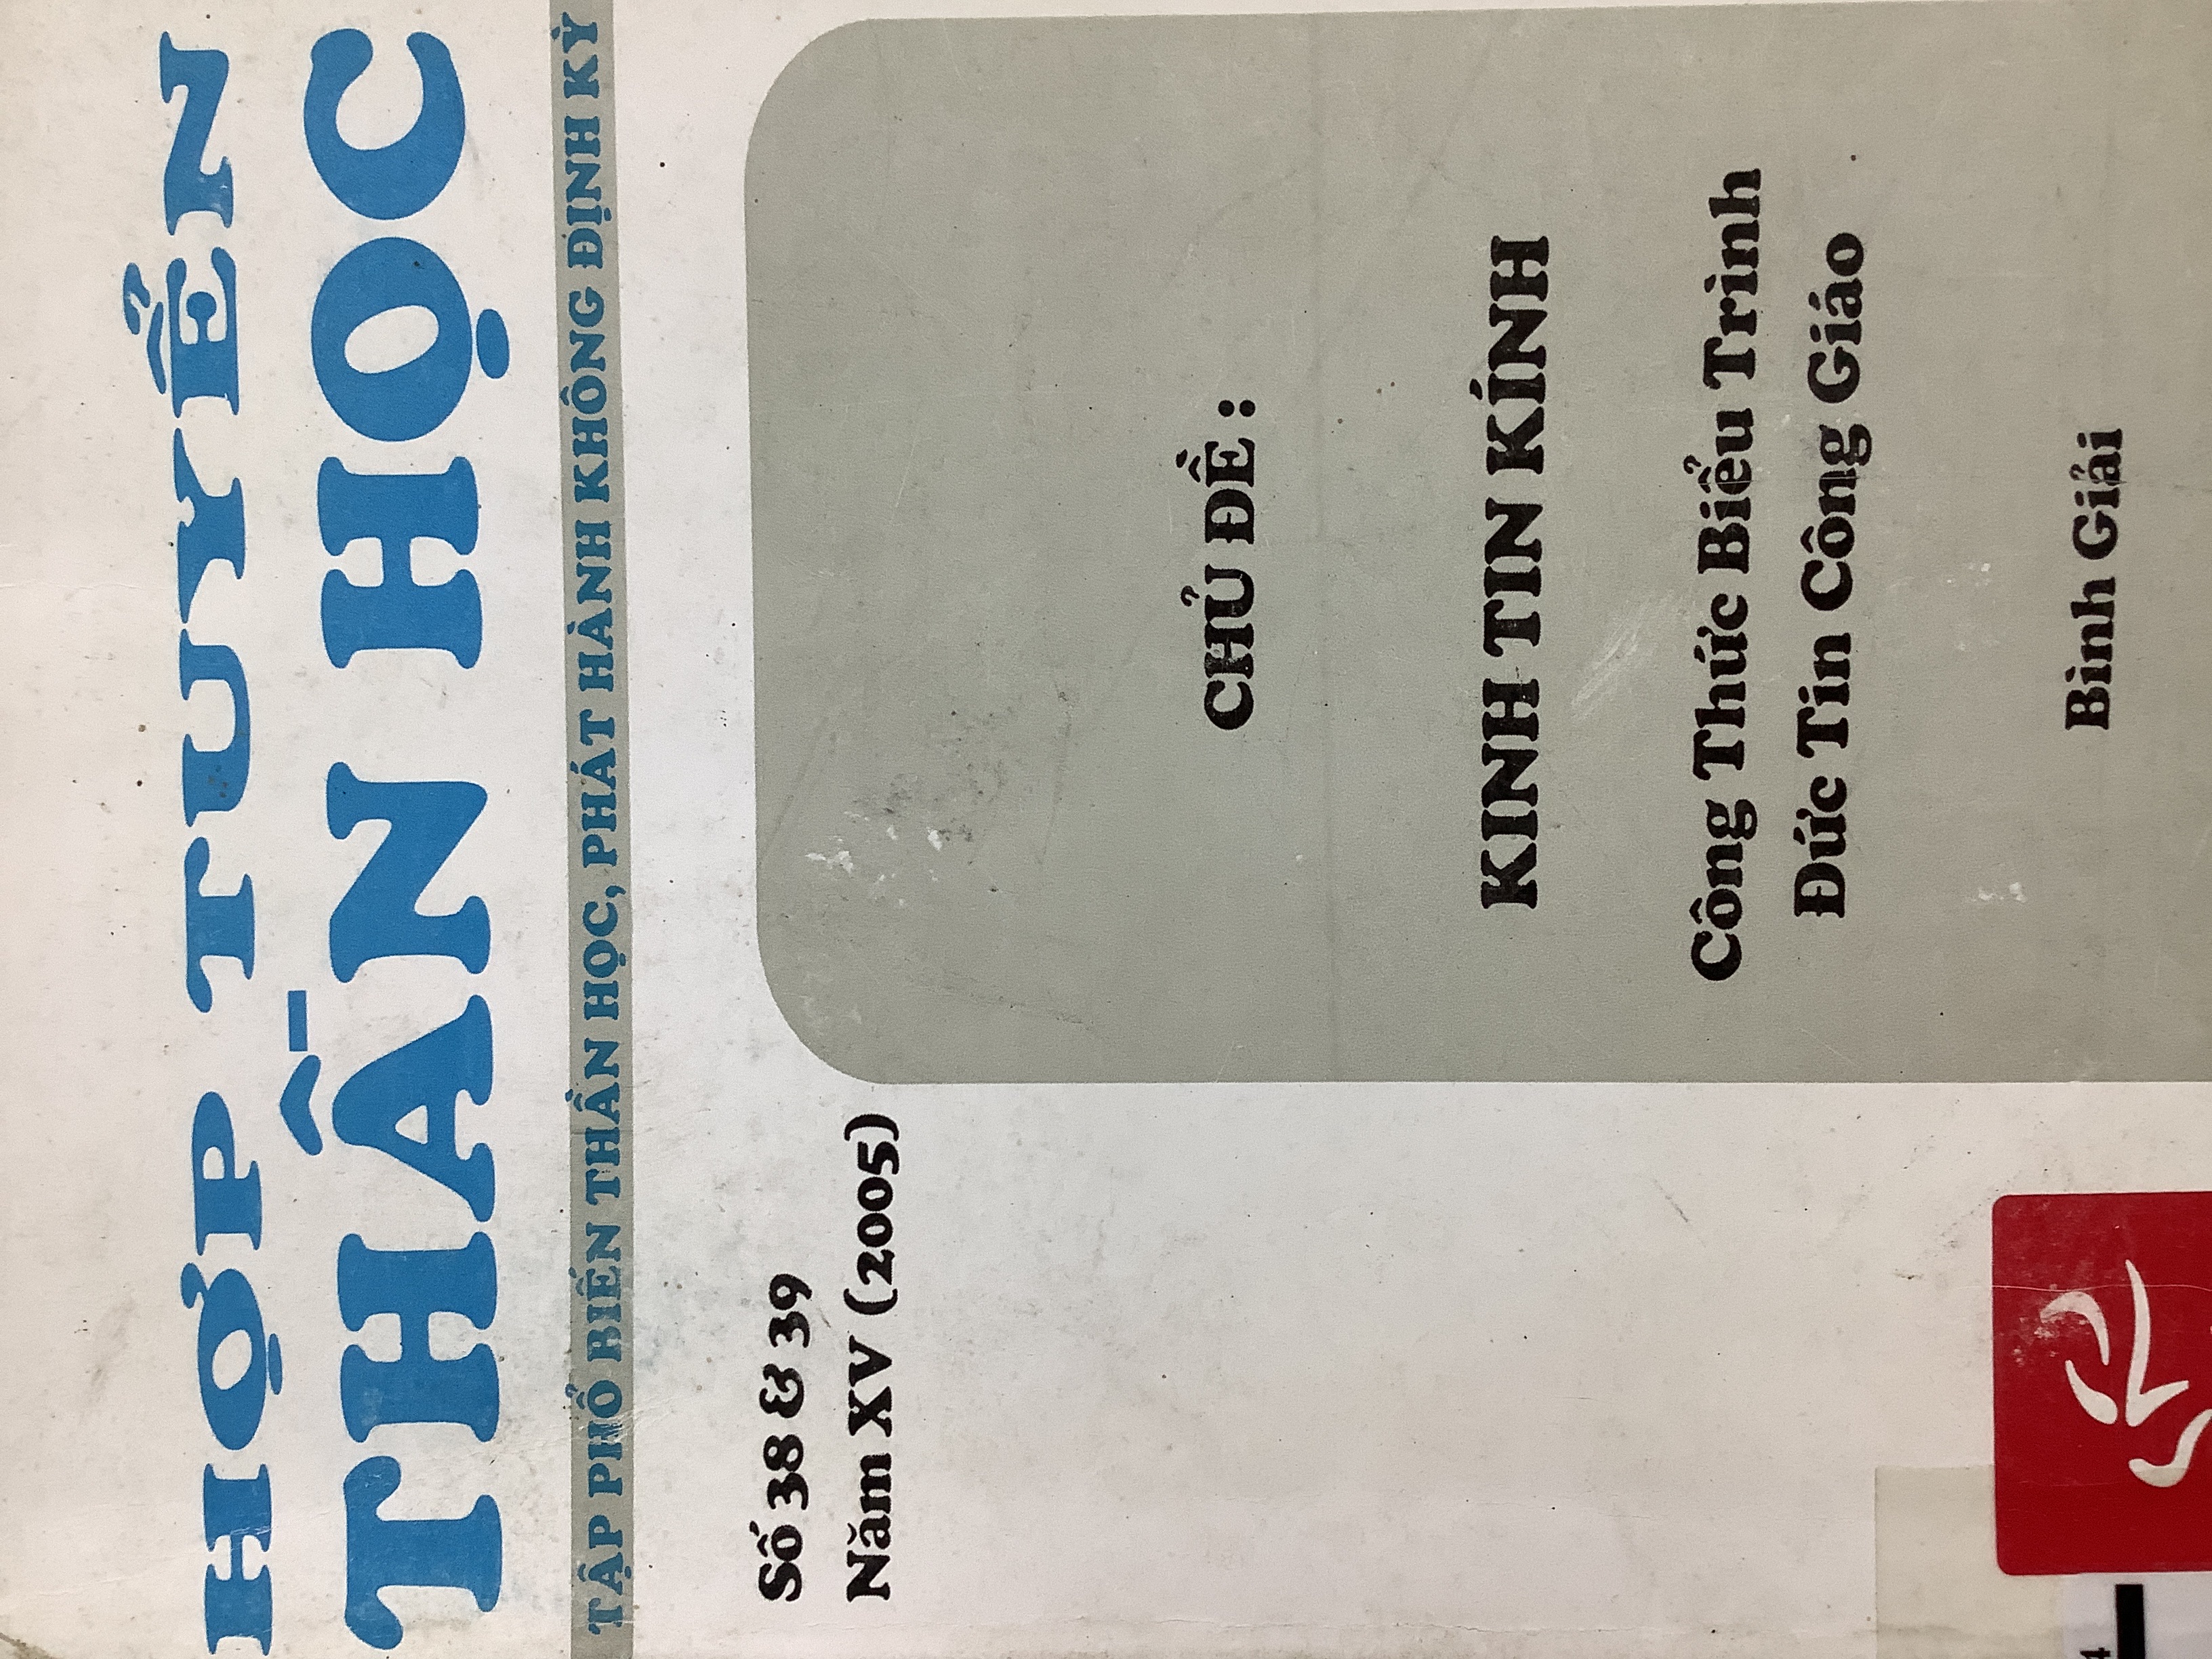 HỢP TUYỂN
THẦN HỌC
TẬP PHỔ BIẾN THẦN HỌC, PHÁT HÀNH KHÔNG ĐỊNH KỲ
Số 38 & 39
Năm XV (2005)
CHỦ ĐỀ :
KINH TIN KÍNH
Công Thức Biểu Trình
Đức Tin Công Giáo
Bình Giải
4